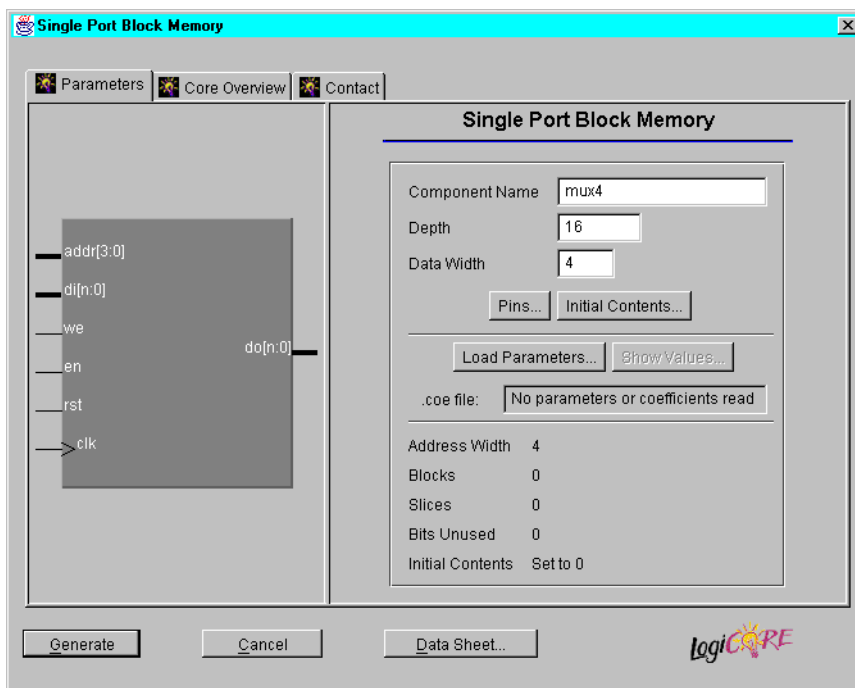 Single Port Block Memory
Parameters
Core Overview
Contact
addr[3:0]
di[n:0]
we
en
rst
clk
do[n:0]
Single Port Block Memory
Component Name mux4
Depth 16
Data Width 4
Pins... Initial Contents...
Load Parameters... Show Values...
.coe file: No parameters or coefficients read
Address Width 4
Blocks 0
Slices 0
Bits Unused 0
Initial Contents Set to 0
Generate Cancel Data Sheet...
LogiCORE